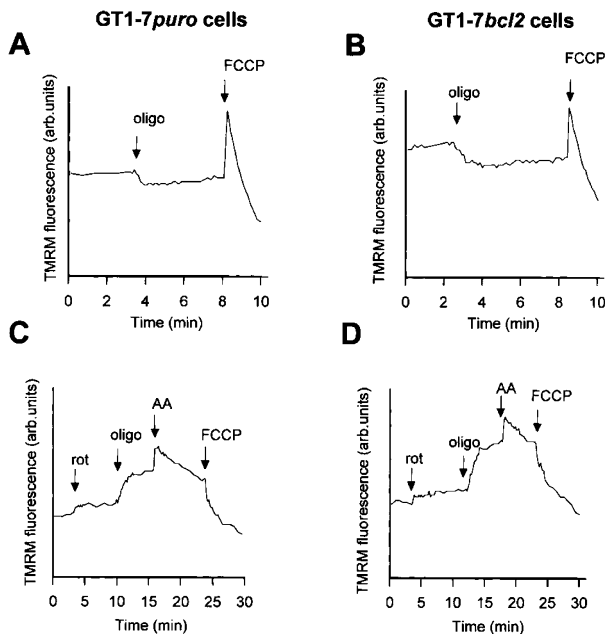 GT1-7puro cells
GT1-7bcl2 cells
A
TMRM fluorescence (arb.units)
oligo
FCCP
0 2 4 6 8 10
Time (min)
B
TMRM fluorescence (arb.units)
oligo
FCCP
0 2 4 6 8 10
Time (min)
C
TMRM fluorescence (arb.units)
rot
oligo
AA
FCCP
0 5 10 15 20 25 30
Time (min)
D
TMRM fluorescence (arb.units)
rot
oligo
AA
FCCP
0 5 10 15 20 25 30
Time (min)